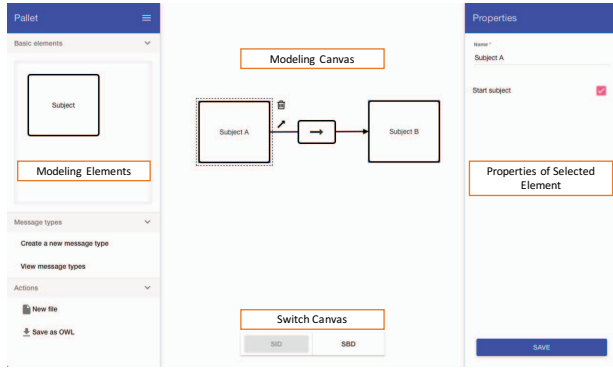 Pallet
Basic elements
Subject
Modeling Elements
Message types
Create a new message type
View message types
Actions
New file
Save as OWL
Modeling Canvas
Subject A
Subject B
Switch Canvas
SID
SBD
Properties
Name *
Subject A
Start subject
Properties of Selected
Element
SAVE